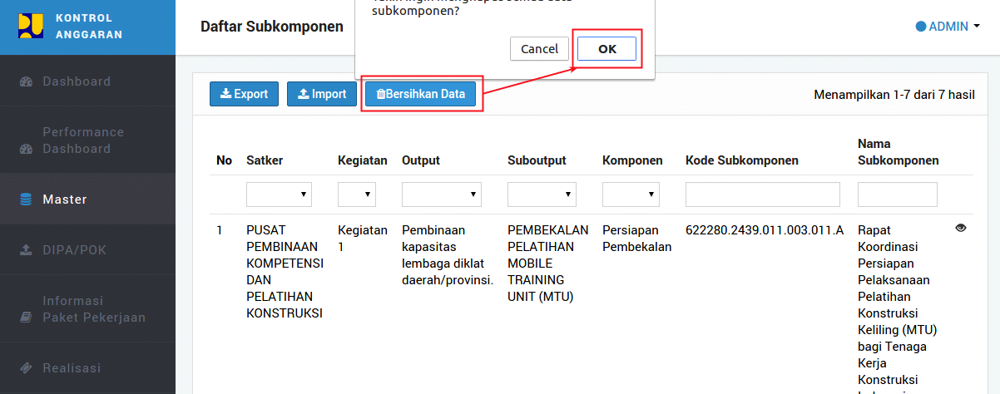 KONTROL
ANGGARAN
Daftar Subkomponen
subkomponen?
Cancel
OK
ADMIN
Dashboard
Performance
Dashboard
Master
DIPA/POK
Informasi
Paket Pekerjaan
Realisasi
Export
Import
Bersihkan Data
Menampilkan 1-7 dari 7 hasil
No
Satker
Kegiatan
Output
Suboutput
Komponen
Kode Subkomponen
Nama
Subkomponen
1
PUSAT
PEMBINAAN
KOMPETENSI
DAN
PELATIHAN
KONSTRUKSI
Kegiatan
1
Pembinaan
kapasitas
lembaga diklat
daerah/provinsi.
PEMBEKALAN
PELATIHAN
MOBILE
TRAINING
UNIT (MTU)
Persiapan
Pembekalan
622280.2439.011.003.011.A
Rapat
Koordinasi
Persiapan
Pelaksanaan
Pelatihan
Konstruksi
Keliling (MTU)
bagi Tenaga
Kerja
Konstruksi